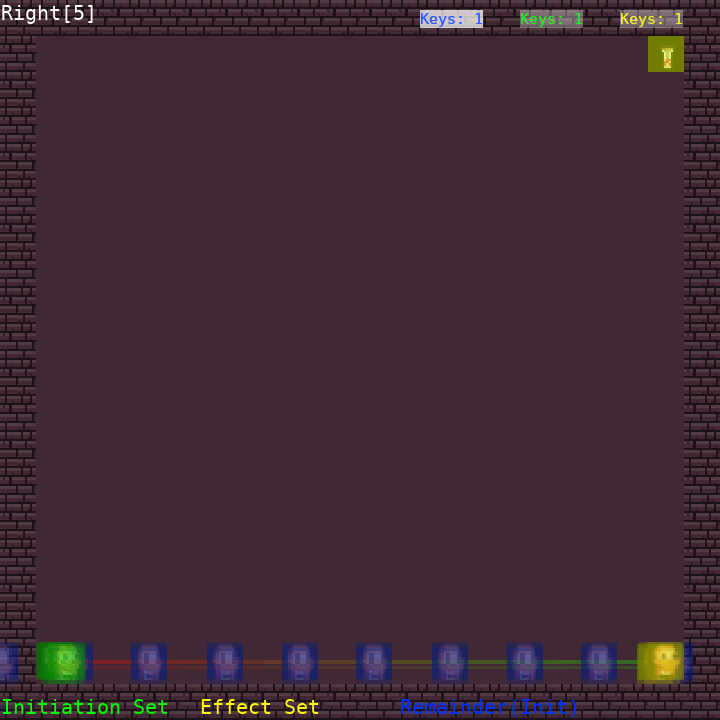 Right[5]
Keys: 1 Keys: 1 Keys: 1
Initiation Set Effect Set Remainder(Init)